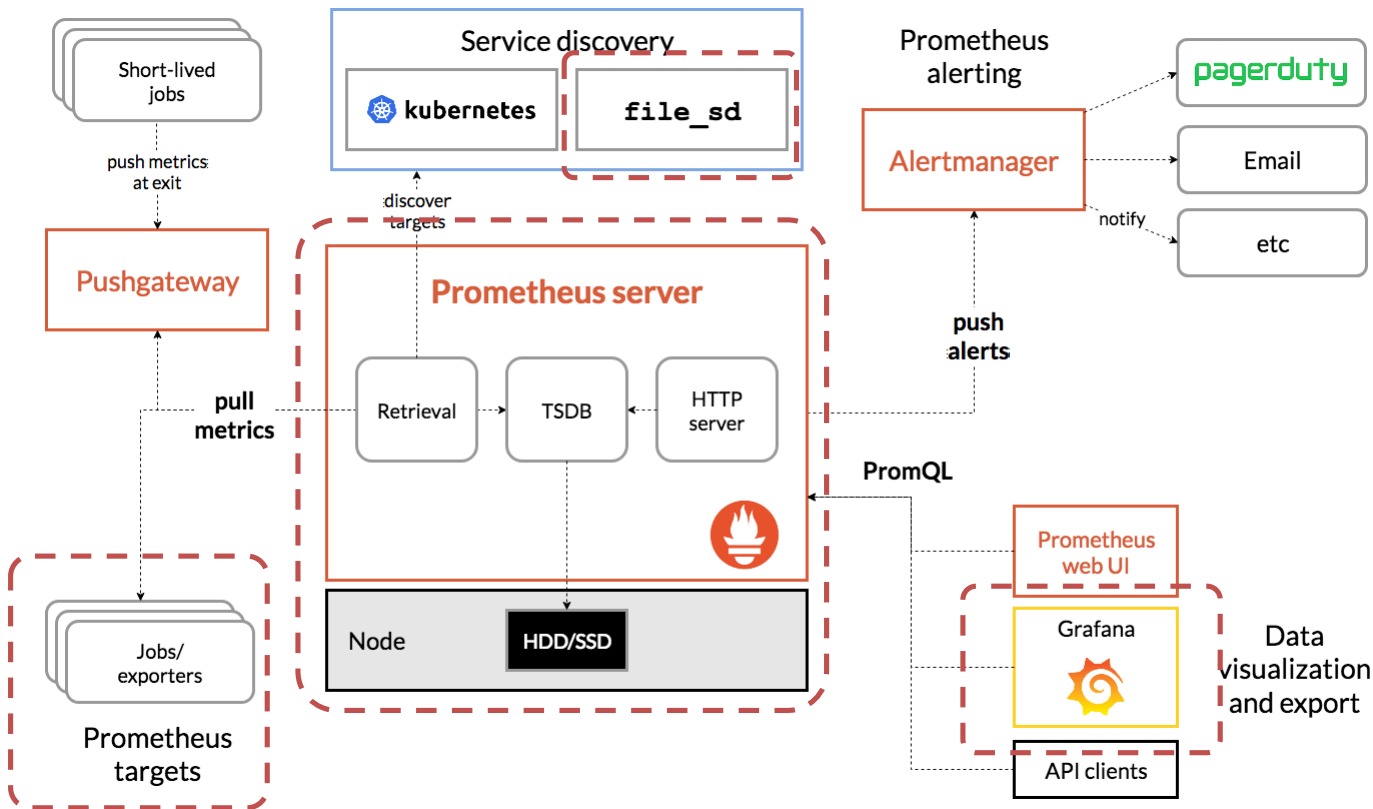 Short-lived
jobs
push metrics
at exit
Pushgateway
Service discovery
kubernetes
file_sd
discover
targets
Prometheus
alerting
Alertmanager
pagerduty
Email
notify
etc
Prometheus server
Retrieval
TSDB
HTTP
server
pull
metrics
push
alerts
PromQL
Node
HDD/SSD
Jobs/
exporters
Prometheus
targets
Prometheus
web UI
Grafana
Data
visualization
and export
API clients